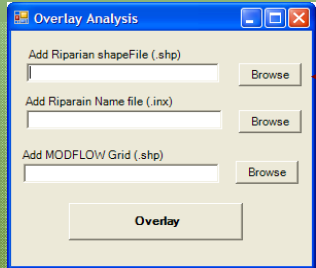 Overlay Analysis
Add Riparian shapeFile (.shp)
Browse
Add Riparain Name file (.inx)
Browse
Add MODFLOW Grid (.shp)
Browse
Overlay